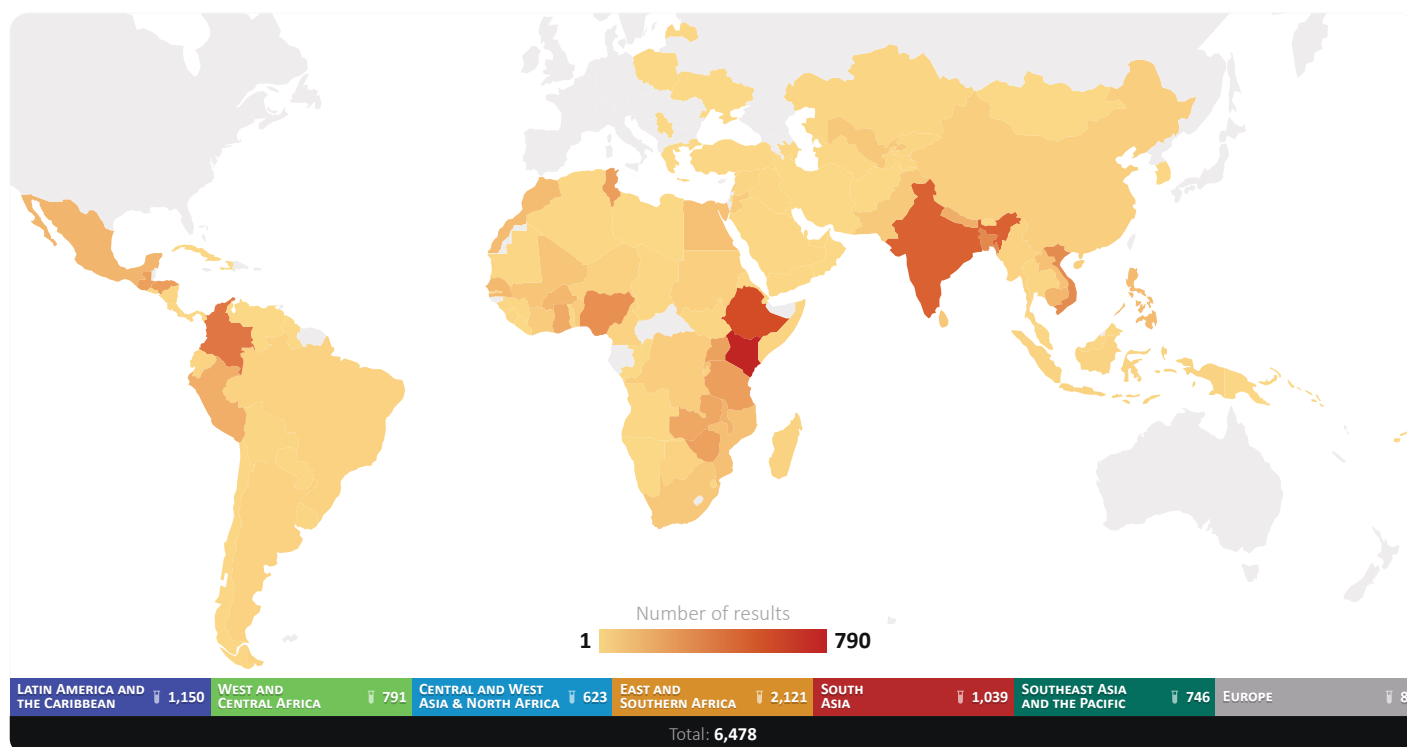 Number of results
1 790
LATIN AMERICA AND
THE CARIBBEAN 1,150
WEST AND
CENTRAL AFRICA 791
CENTRAL AND WEST
ASIA & NORTH AFRICA 623
EAST AND
SOUTHERN AFRICA 2,121
SOUTH
ASIA 1,039
SOUTHEAST ASIA
AND THE PACIFIC 746
EUROPE 8
Total: 6,478